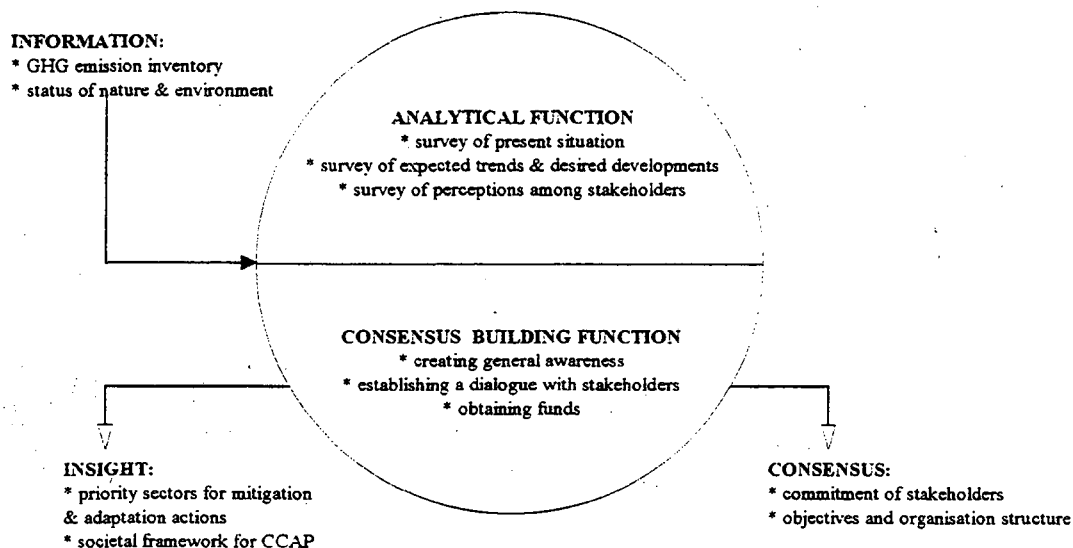 INFORMATION:
* GHG emission inventory
* status of nature & environment
ANALYTICAL FUNCTION
* survey of present situation
* survey of expected trends & desired developments
* survey of perceptions among stakeholders
CONSENSUS BUILDING FUNCTION
* creating general awareness
* establishing a dialogue with stakeholders
* obtaining funds
INSIGHT:
* priority sectors for mitigation
& adaptation actions
* societal framework for CCAP
CONSENSUS:
* commitment of stakeholders
* objectives and organisation structure